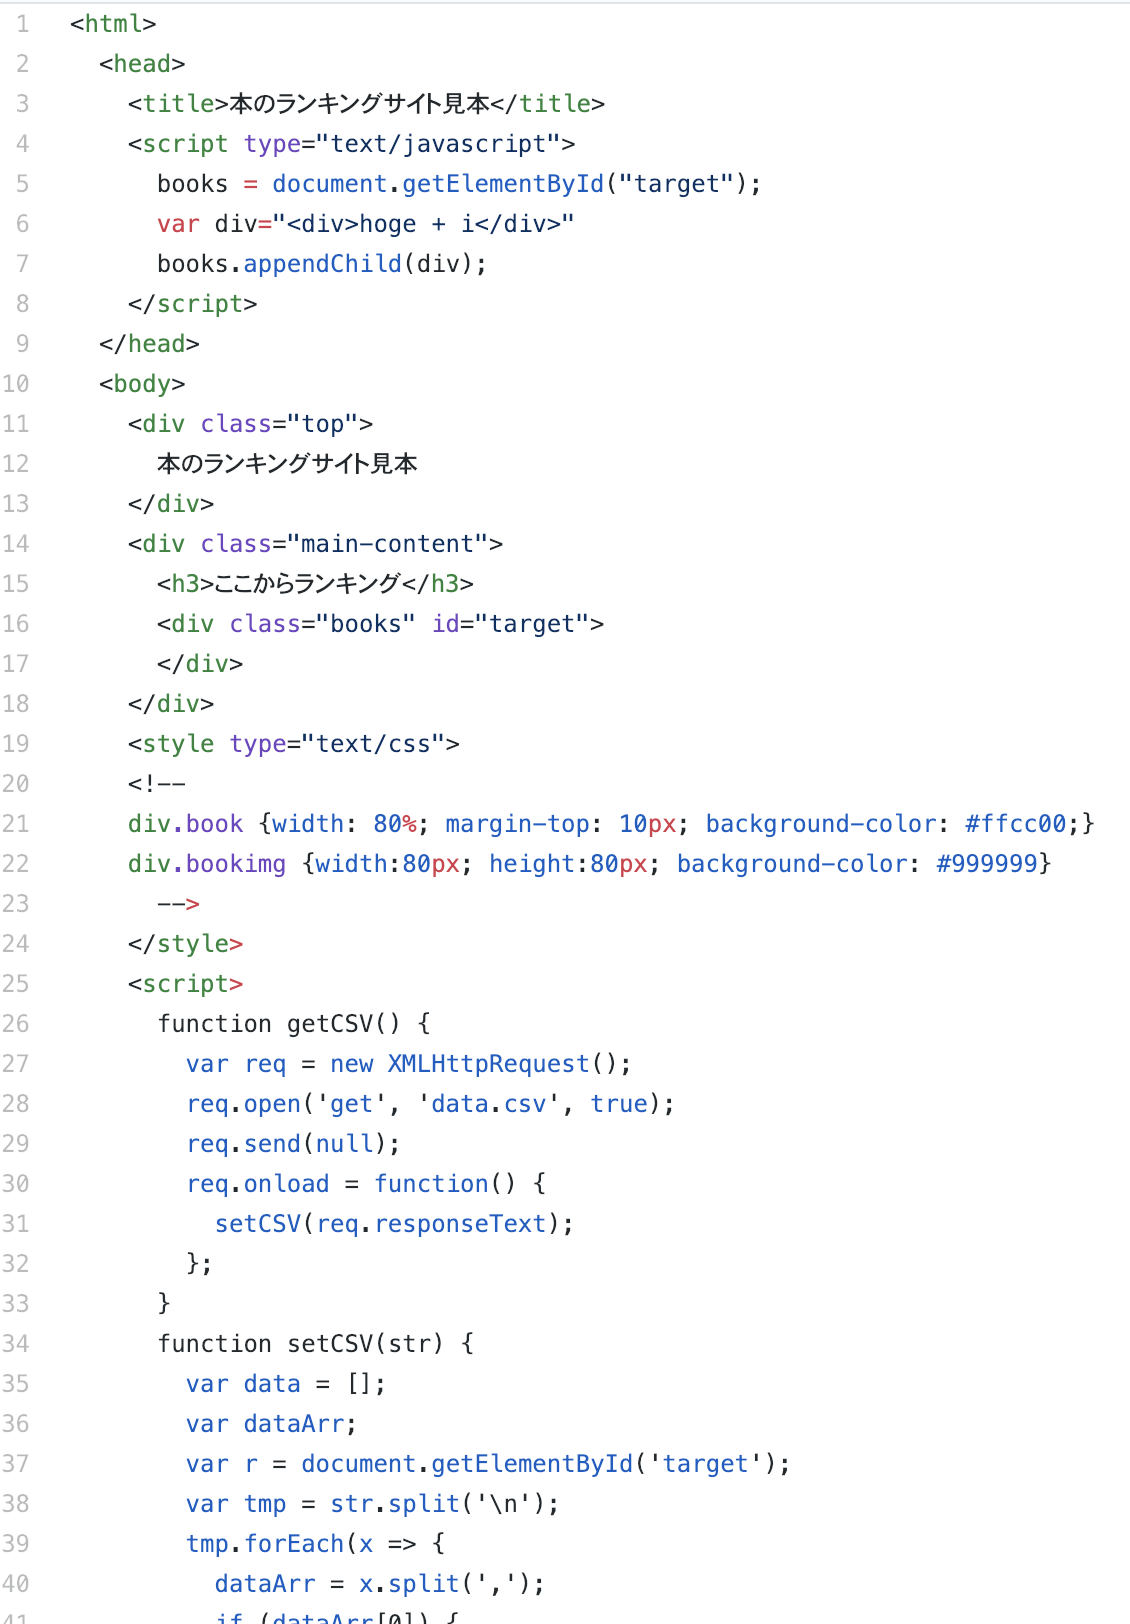 1 <html>
2 <head>
3 <title>本のランキングサイト見本</title>
4 <script type="text/javascript">
5 books = document.getElementById("target");
6 var div="<div>hoge + i</div>"
7 books.appendChild(div);
8 </script>
9 </head>
10 <body>
11 <div class="top">
12 本のランキングサイト見本
13 </div>
14 <div class="main-content">
15 <h3>ここからランキング</h3>
16 <div class="books" id="target">
17 </div>
18 </div>
19 <style type="text/css">
20 <!--
21 div.book {width: 80%; margin-top: 10px; background-color: #ffcc00;}
22 div.bookimg {width:80px; height:80px; background-color: #999999}
23 -->
24 </style>
25 <script>
26 function getCSV() {
27 var req = new XMLHttpRequest();
28 req.open('get', 'data.csv', true);
29 req.send(null);
30 req.onload = function() {
31 setCSV(req.responseText);
32 };
33 }
34 function setCSV(str) {
35 var data = [];
36 var dataArr;
37 var r = document.getElementById('target');
38 var tmp = str.split('\n');
39 tmp.forEach(x => {
40 dataArr = x.split(',');
41 if (dataArr[0]) {